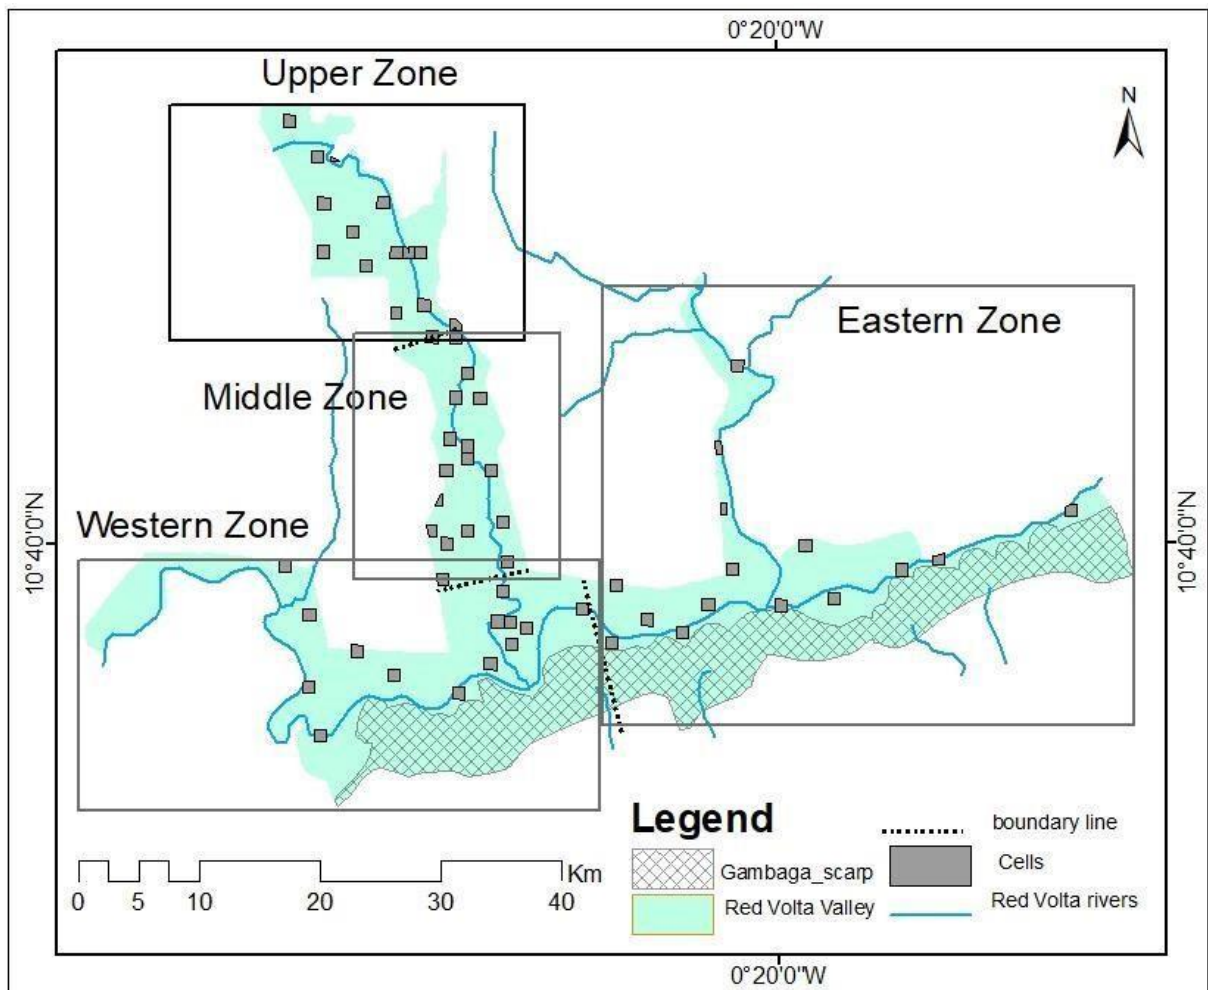 0°20'0"W
Upper Zone
N
Eastern Zone
Middle Zone
Western Zone
10°40'0"N
10°40'0"N
Legend
boundary line
Gambaga_scarp
Cells
Red Volta Valley
Red Volta rivers
Km
0 5 10 20 30 40
0°20'0"W